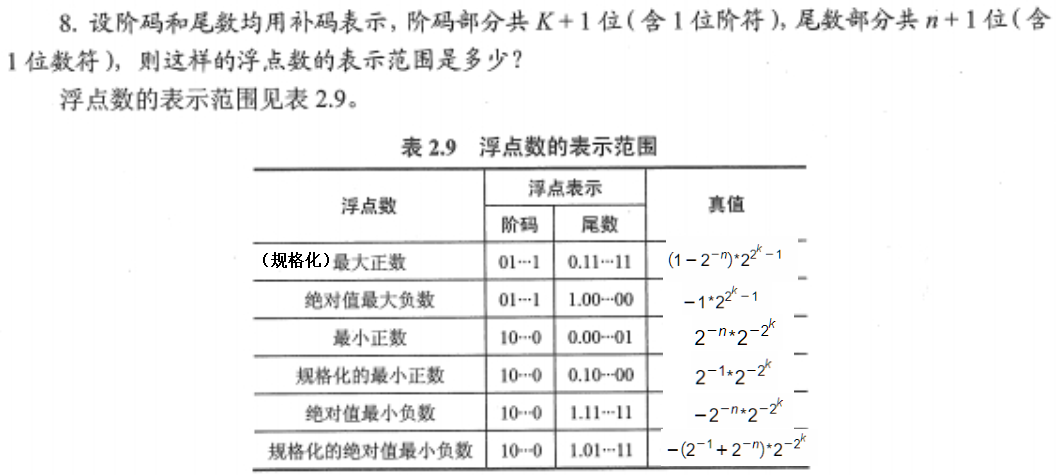 8. 设阶码和尾数均用补码表示, 阶码部分共 K + 1 位(含 1 位阶符), 尾数部分共 n + 1 位(含
1 位数符), 则这样的浮点数的表示范围是多少?
浮点数的表示范围见表 2.9。
表 2.9 浮点数的表示范围
浮点数 浮点表示 真值
阶码 尾数
(规格化)最大正数 01…1 0.11…11 (1-2^{-n})*2^{2^k-1}
绝对值最大负数 01…1 1.00…00 -1*2^{2^k-1}
最小正数 10…0 0.00…01 2^{-n}*2^{-2^k}
规格化的最小正数 10…0 0.10…00 2^{-1}*2^{-2^k}
绝对值最小负数 10…0 1.11…11 -2^{-n}*2^{-2^k}
规格化的绝对值最小负数 10…0 1.01…11 -(2^{-1}+2^{-n})*2^{-2^k}